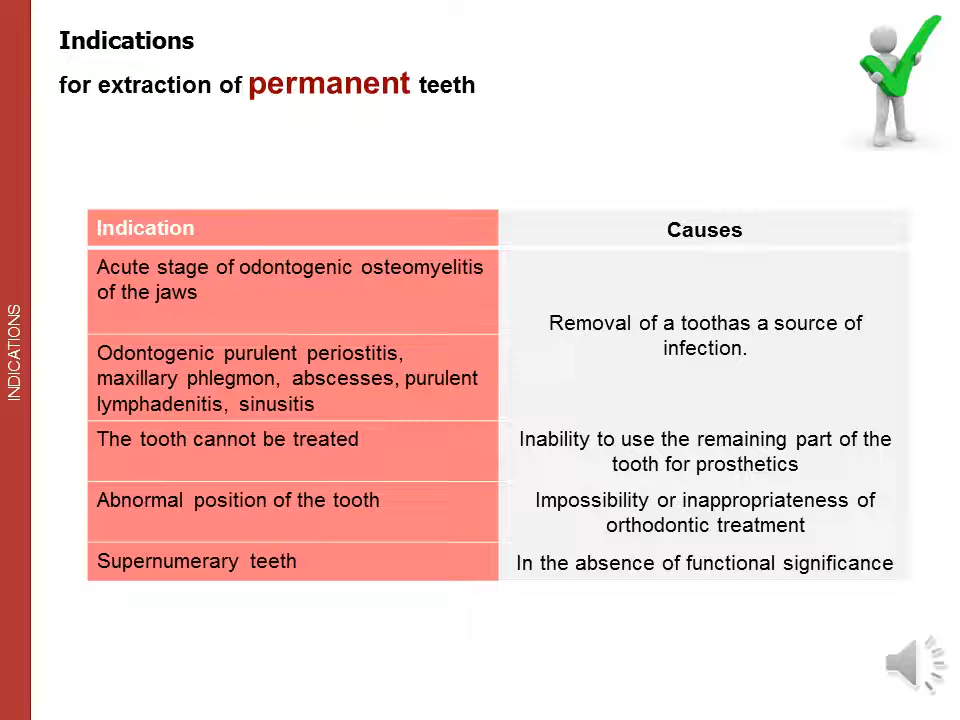 Indications
for extraction of permanent teeth
INDICATIONS
Indication
Causes
Acute stage of odontogenic osteomyelitis
of the jaws
Removal of a toothas a source of
infection.
Odontogenic purulent periostitis,
maxillary phlegmon, abscesses, purulent
lymphadenitis, sinusitis
The tooth cannot be treated
Inability to use the remaining part of the
tooth for prosthetics
Abnormal position of the tooth
Impossibility or inappropriateness of
orthodontic treatment
Supernumerary teeth
In the absence of functional significance